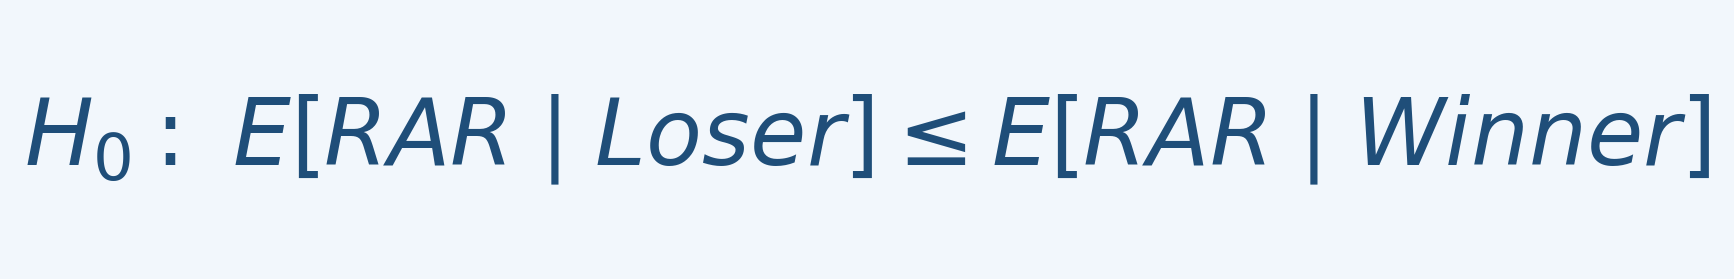 H₀ : E[RAR | Loser] ≤ E[RAR | Winner]